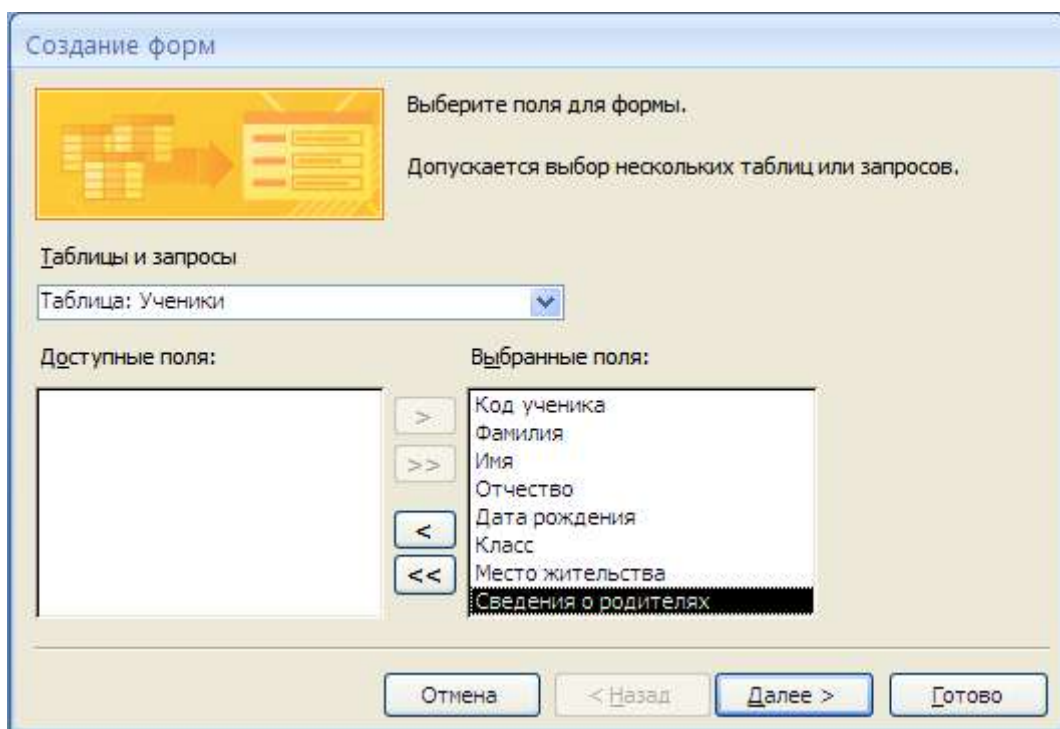 Создание форм
Выберите поля для формы.
Допускается выбор нескольких таблиц или запросов.
Таблицы и запросы
Таблица: Ученики
Доступные поля:
Выбранные поля:
>
>>
<
<<
Код ученика
Фамилия
Имя
Отчество
Дата рождения
Класс
Место жительства
Сведения о родителях
Отмена
< Назад
Далее >
Готово